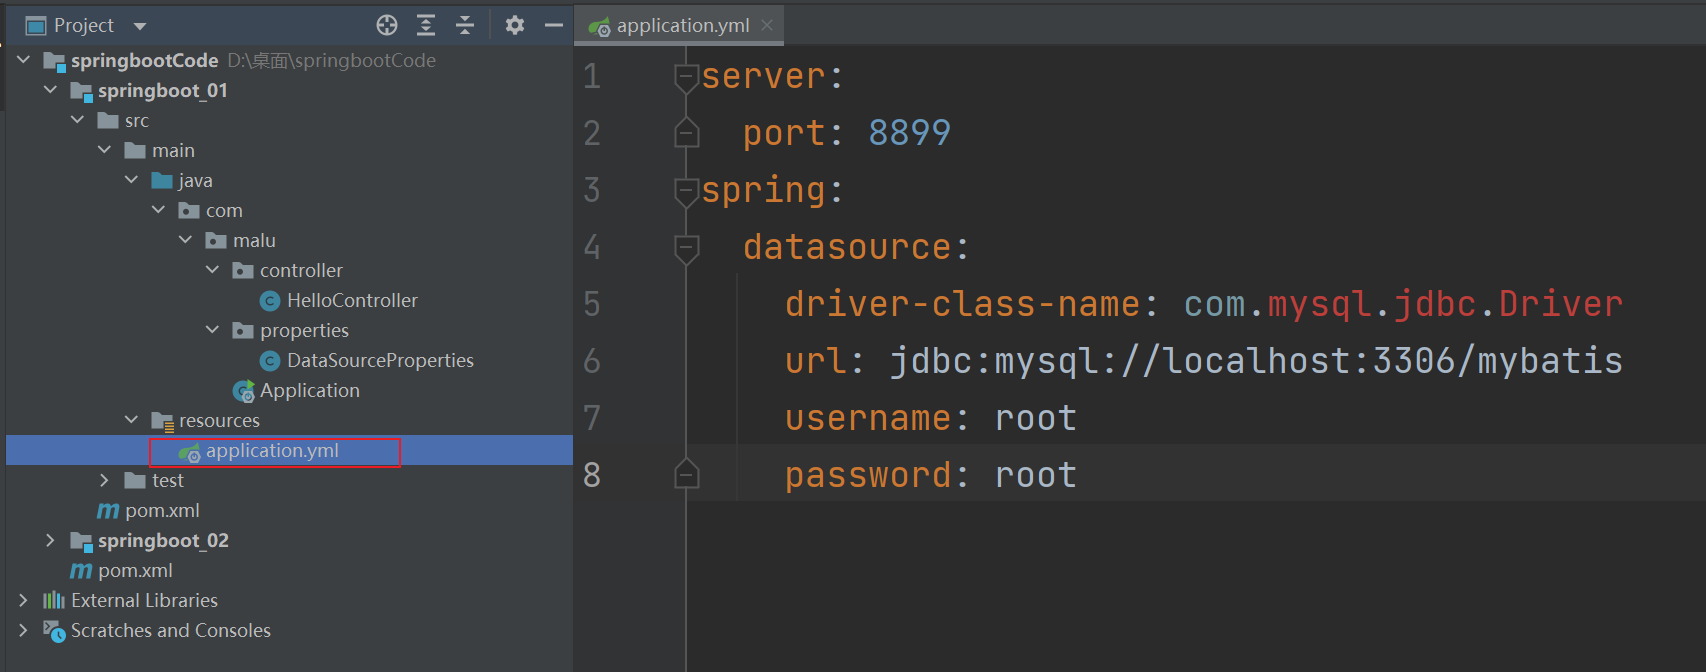 Project
springbootCode D:\桌面\springbootCode
springboot_01
src
main
java
com
malu
controller
HelloController
properties
DataSourceProperties
Application
resources
application.yml
test
pom.xml
springboot_02
pom.xml
External Libraries
Scratches and Consoles
application.yml
1 server:
2   port: 8899
3 spring:
4   datasource:
5     driver-class-name: com.mysql.jdbc.Driver
6     url: jdbc:mysql://localhost:3306/mybatis
7     username: root
8     password: root